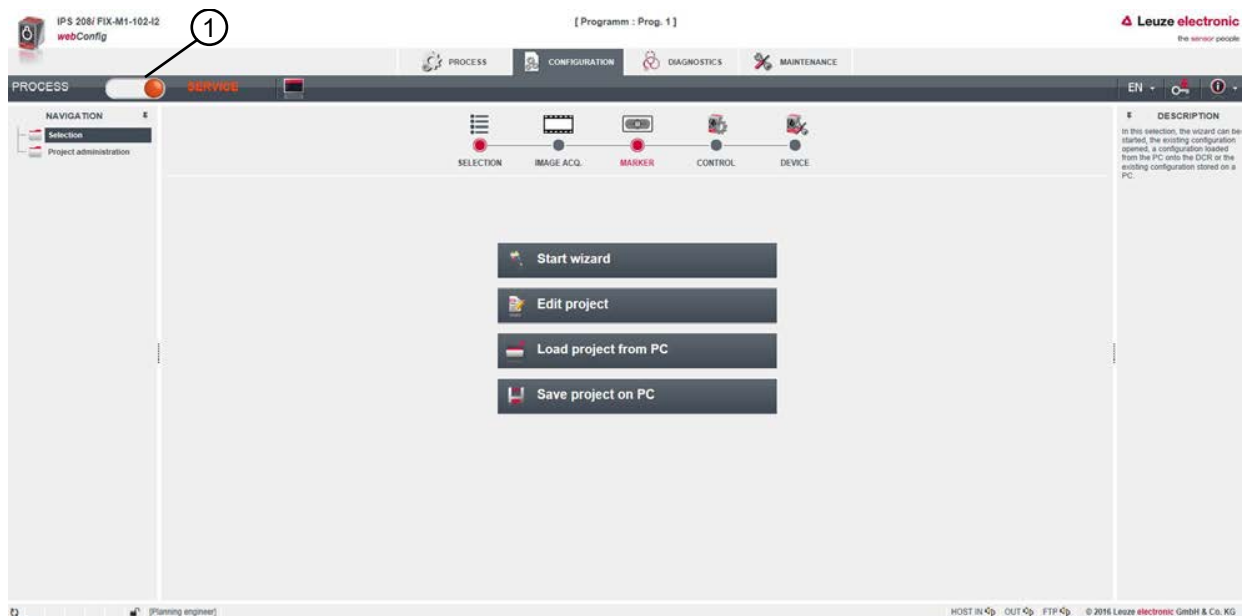 IPS 208i FIX-M1-102-I2
webConfig
1
[ Programm : Prog. 1 ]
Leuze electronic
the sensor people
PROCESS
CONFIGURATION
DIAGNOSTICS
MAINTENANCE
PROCESS
SERVICE
EN
NAVIGATION
Selection
Project administration
SELECTION
IMAGE ACQ.
MARKER
CONTROL
DEVICE
DESCRIPTION
In this selection, the wizard can be
started, the existing configuration
opened, a configuration loaded
from the PC onto the DCR or the
existing configuration stored on a
PC.
Start wizard
Edit project
Load project from PC
Save project on PC
[Planning engineer]
HOST IN OUT FTP © 2016 Leuze electronic GmbH & Co. KG